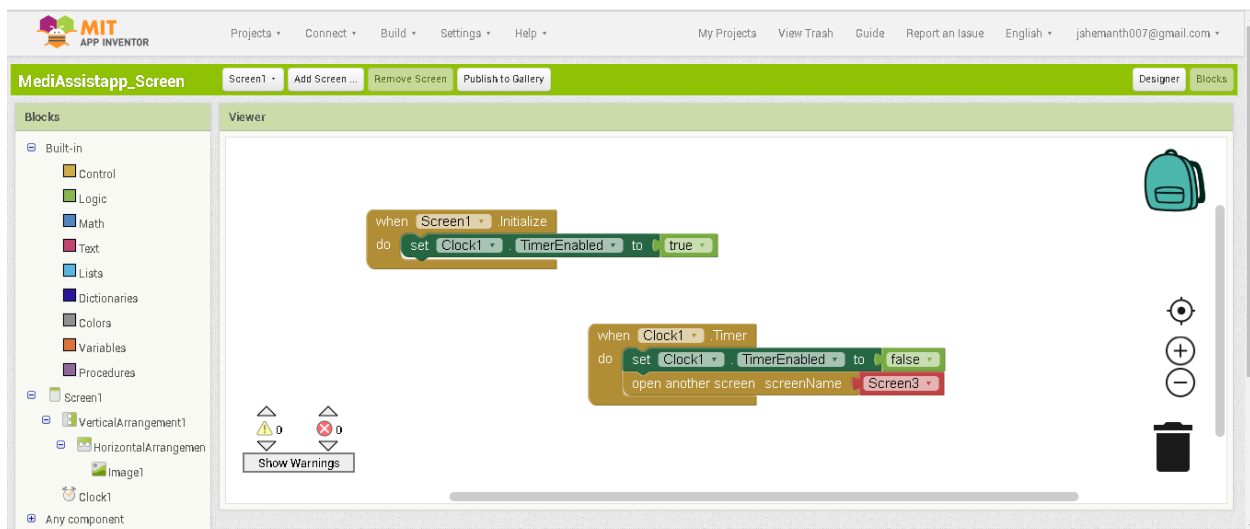 MIT
APP INVENTOR
Projects Connect Build Settings Help My Projects View Trash Guide Report an Issue English jshemanth007@gmail.com
MediAssistapp_Screen Screen1 Add Screen ... Remove Screen Publish to Gallery Designer Blocks
Blocks Viewer
Built-in
Control
Logic
Math
Text
Lists
Dictionaries
Colors
Variables
Procedures
Screen1
VerticalArrangement1
HorizontalArrangemen
Image1
Clock1
Any component
when Screen1 .Initialize
do set Clock1 . TimerEnabled to true
when Clock1 .Timer
do set Clock1 . TimerEnabled to false
open another screen screenName Screen3
0 0
Show Warnings